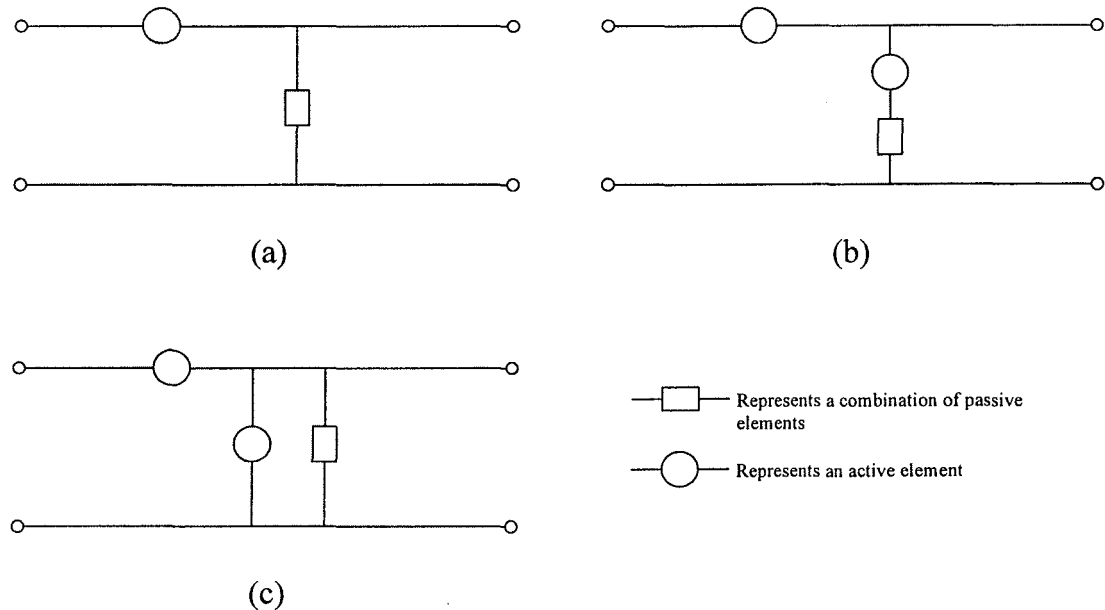 (a)
(b)
(c)
Represents a combination of passive
elements
Represents an active element